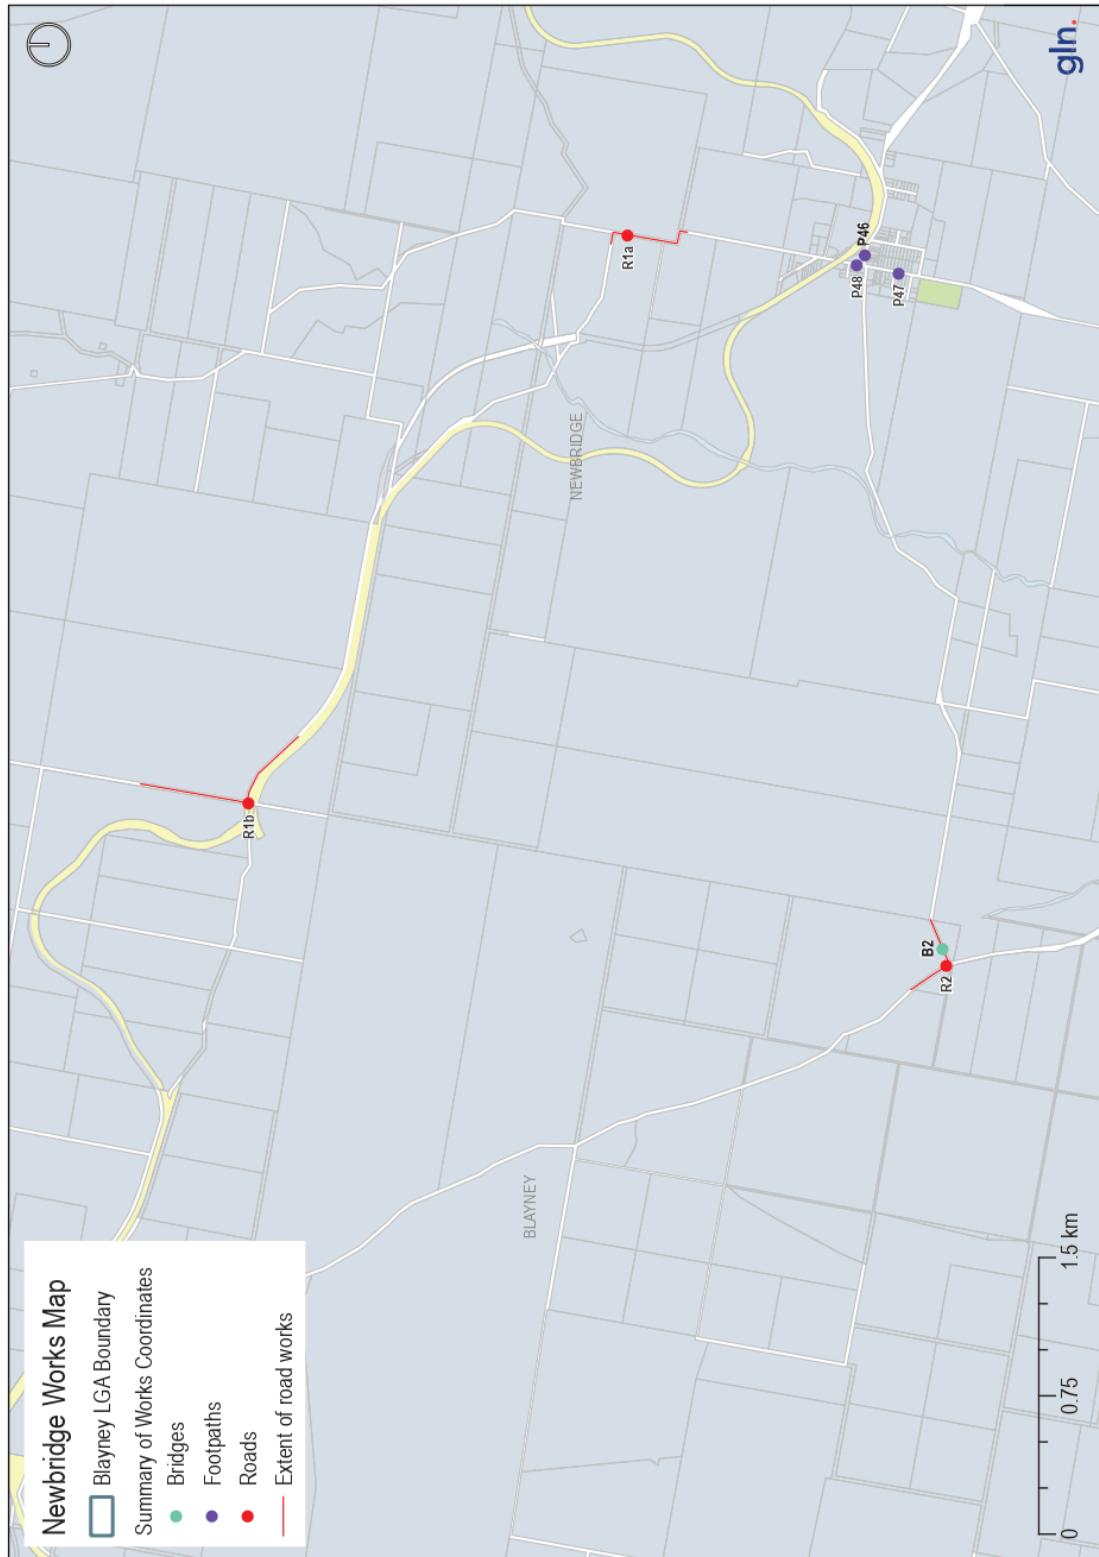 Newbridge Works Map
Blayney LGA Boundary
Summary of Works Coordinates
Bridges
Footpaths
Roads
Extent of road works
R1b
R1a
NEWBRIDGE
BLAYNEY
P48
P46
P47
B2
R2
0 0.75 1.5 km
gln.